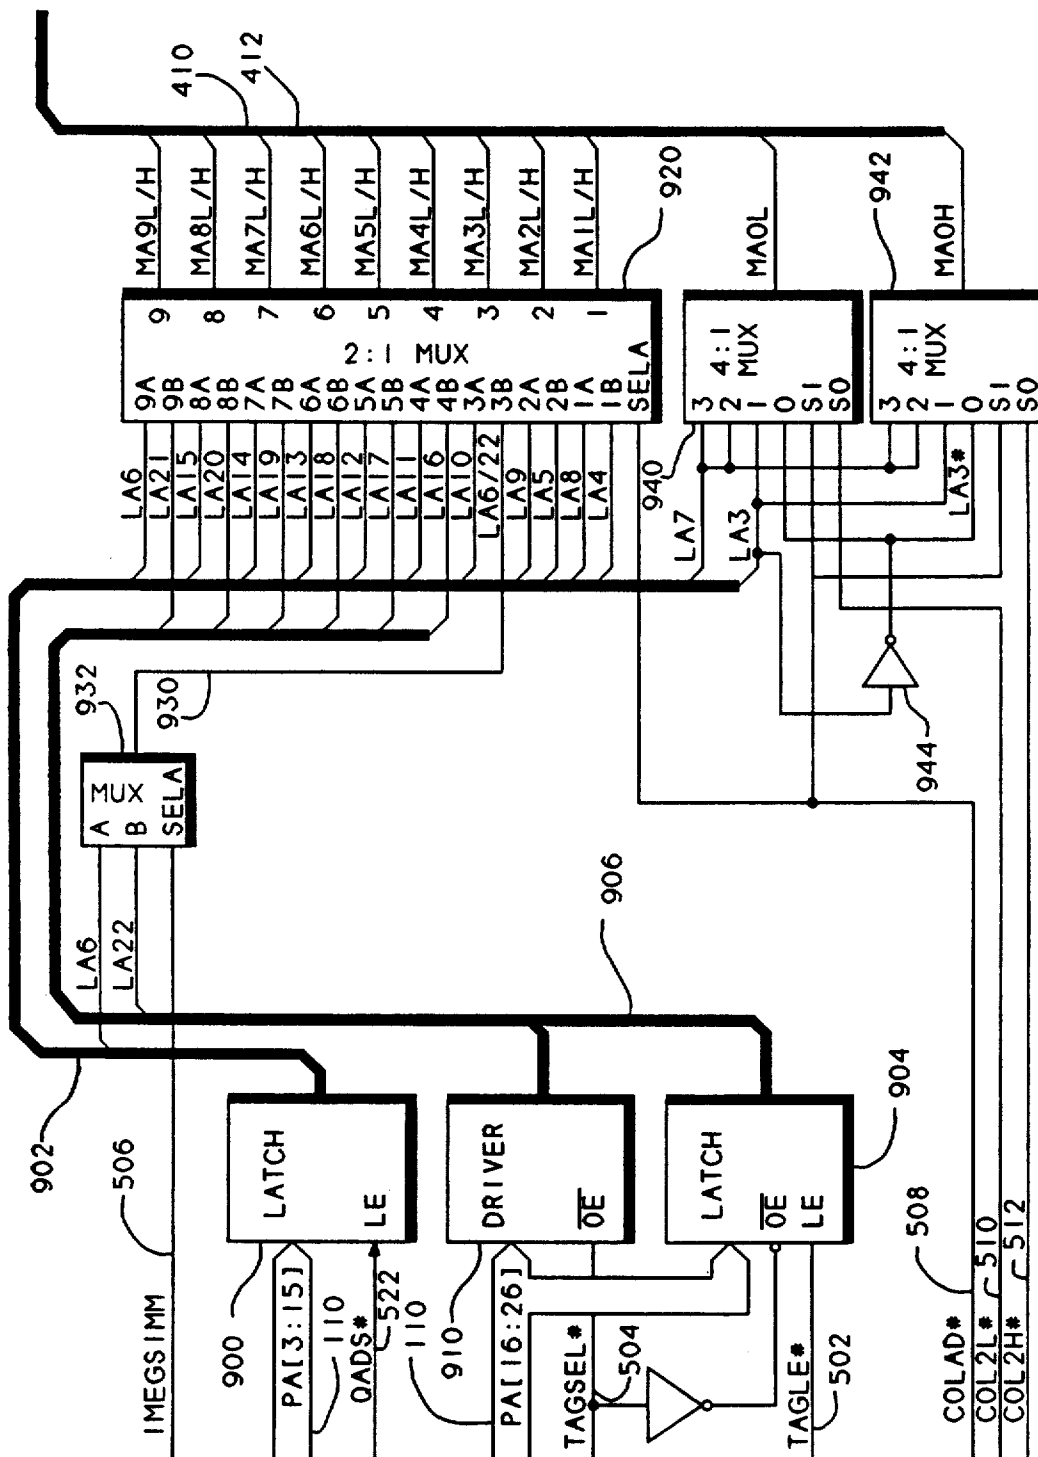 410
412
MA9L/H
MA8L/H
MA7L/H
MA6L/H
MA5L/H
MA4L/H
MA3L/H
MA2L/H
MA1L/H
920
MA0L
942
MA0H
9
8
7
6
5
4
3
2
1
2:1 MUX
9A
9B
8A
8B
7A
7B
6A
6B
5A
5B
4A
4B
3A
3B
2A
2B
1A
1B
SELA
4:1
MUX
3
2
1
0
S1
S0
4:1
MUX
3
2
1
0
S1
S0
LA6
LA21
LA15
LA20
LA14
LA19
LA13
LA18
LA12
LA17
LA11
LA16
LA10
LA6/22
LA9
LA5
LA8
LA4
940
LA7
LA3
LA3#
932
930
944
MUX
A
B
SELA
LA6
LA22
906
902
506
LATCH
LE
DRIVER
OE
LATCH
OE
LE
904
900
910
1MEGSIMM
PA[3:15]
110
QADS#
522
110
PA[16:26]
TAGSEL#
504
TAGLE#
502
508
510
512
COLAD#
COL2L#
COL2H#